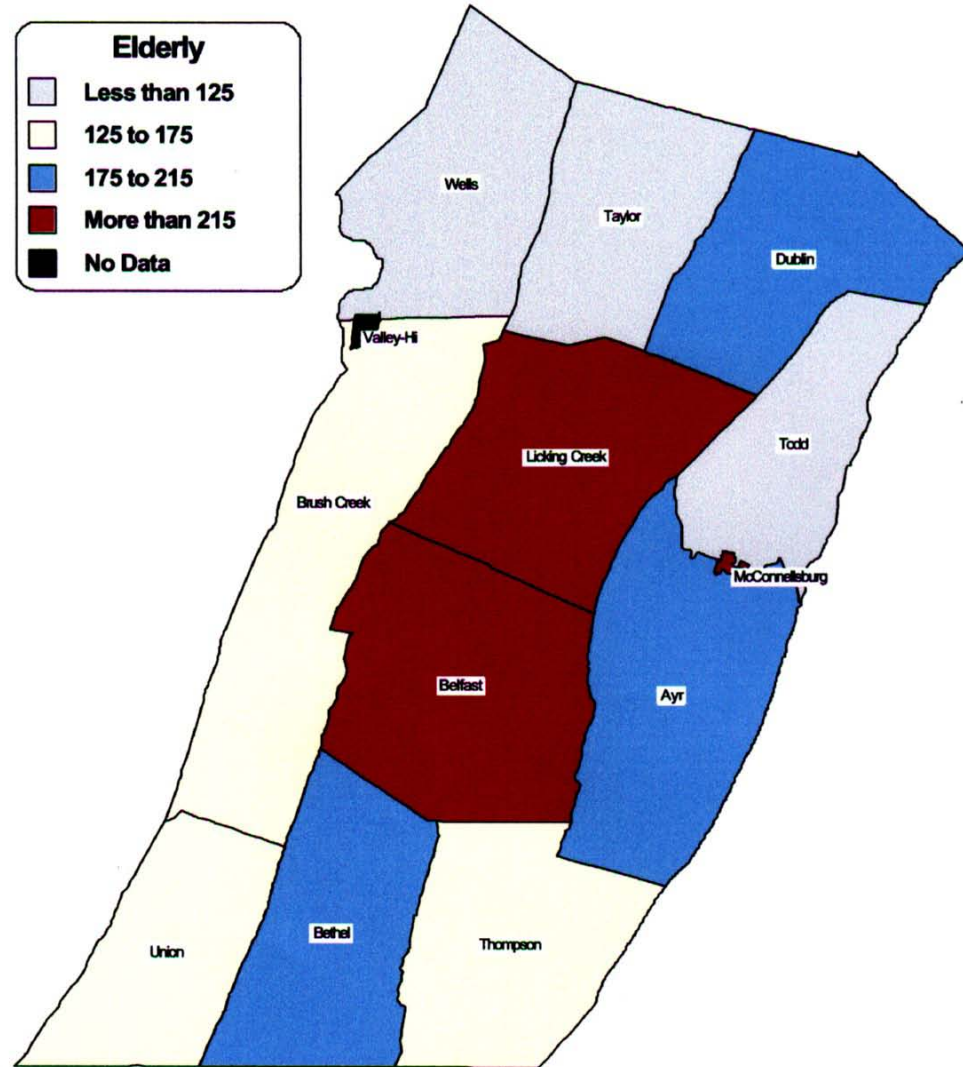 Elderly
Less than 125
125 to 175
175 to 215
More than 215
No Data
Wells
Taylor
Dublin
Valley-Hi
Todd
Licking Creek
Brush Creek
McConnellsburg
Belfast
Ayr
Bethel
Union
Thompson